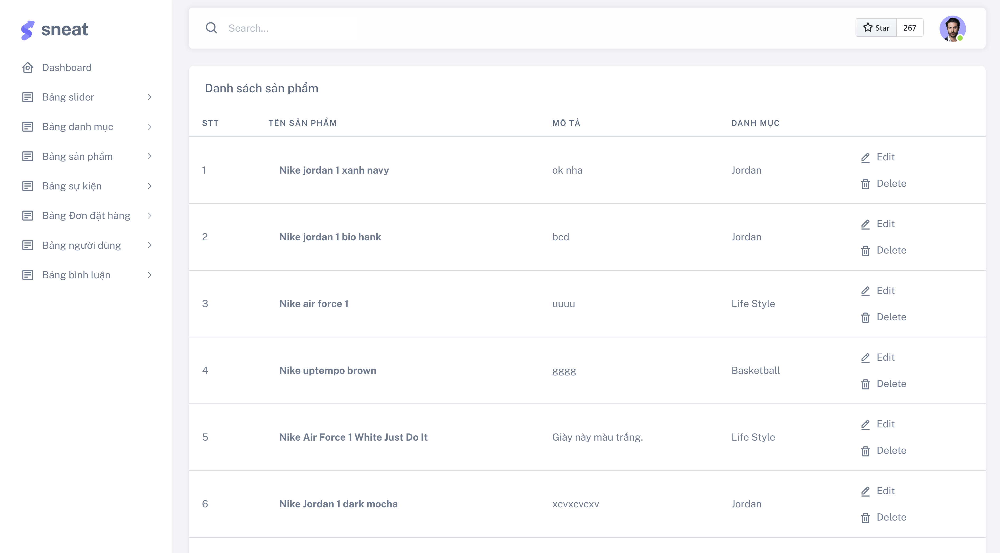 sneat
Dashboard
Bảng slider
Bảng danh mục
Bảng sản phẩm
Bảng sự kiện
Bảng Đơn đặt hàng
Bảng người dùng
Bảng bình luận
Search...
Star 267
Danh sách sản phẩm
STT TÊN SẢN PHẨM MÔ TẢ DANH MỤC
1 Nike jordan 1 xanh navy ok nha Jordan
Edit
Delete
2 Nike jordan 1 bio hank bcd Jordan
Edit
Delete
3 Nike air force 1 uuuu Life Style
Edit
Delete
4 Nike uptempo brown gggg Basketball
Edit
Delete
5 Nike Air Force 1 White Just Do It Giày này màu trắng. Life Style
Edit
Delete
6 Nike Jordan 1 dark mocha xcvxcvcxv Jordan
Edit
Delete